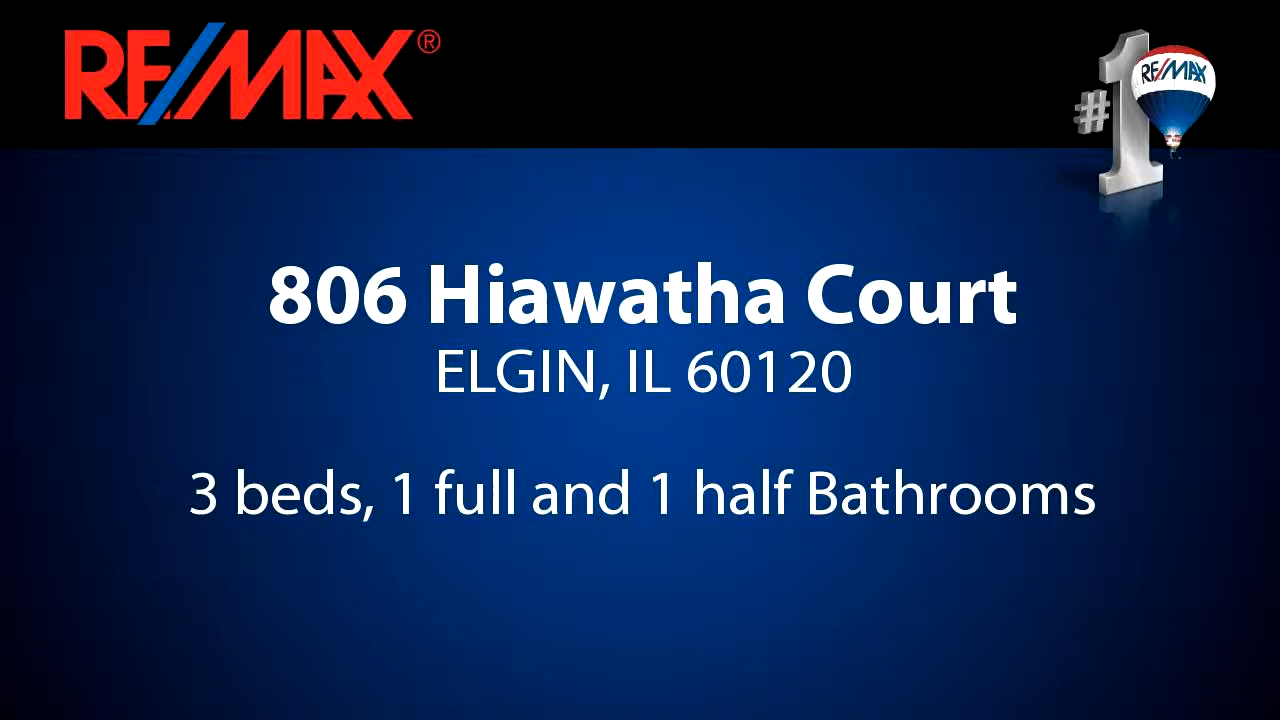 RE/MAX®
#1
RE/MAX
806 Hiawatha Court
ELGIN, IL 60120
3 beds, 1 full and 1 half Bathrooms